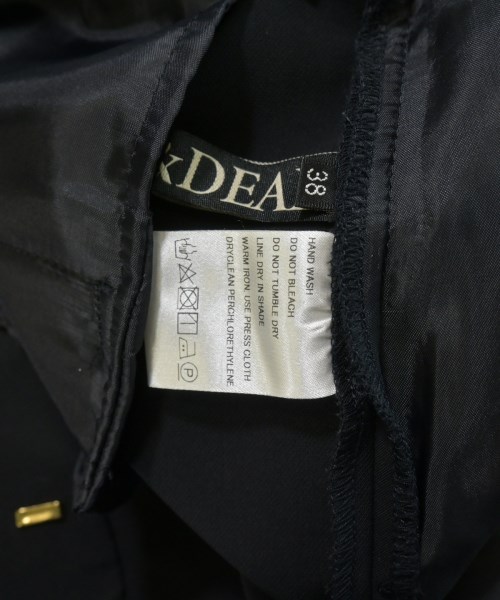 &DEA
38
HAND WASH
DO NOT BLEACH
DO NOT TUMBLE DRY
LINE DRY IN SHADE
WARM IRON, USE PRESS CLOTH
DRYCLEAN PERCHLORETHYLENE
P